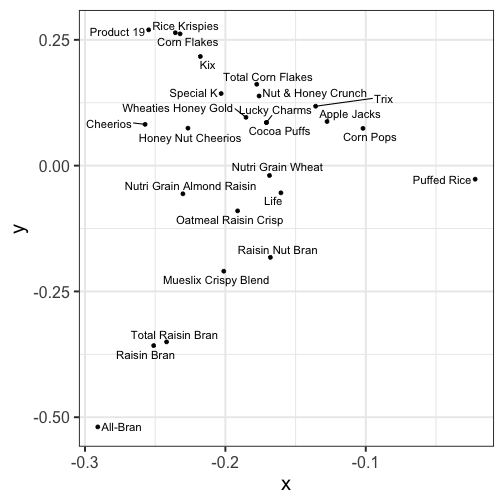 Product 19
Rice Krispies
Corn Flakes
0.25
Kix
Total Corn Flakes
Special K
Nut & Honey Crunch
Trix
Wheaties Honey Gold
Lucky Charms
Apple Jacks
Cheerios
Cocoa Puffs
Honey Nut Cheerios
Corn Pops
0.00
Nutri Grain Wheat
Puffed Rice
Nutri Grain Almond Raisin
Life
Oatmeal Raisin Crisp
y
Raisin Nut Bran
Mueslix Crispy Blend
-0.25
Total Raisin Bran
Raisin Bran
-0.50
All-Bran
-0.3
-0.2
-0.1
x